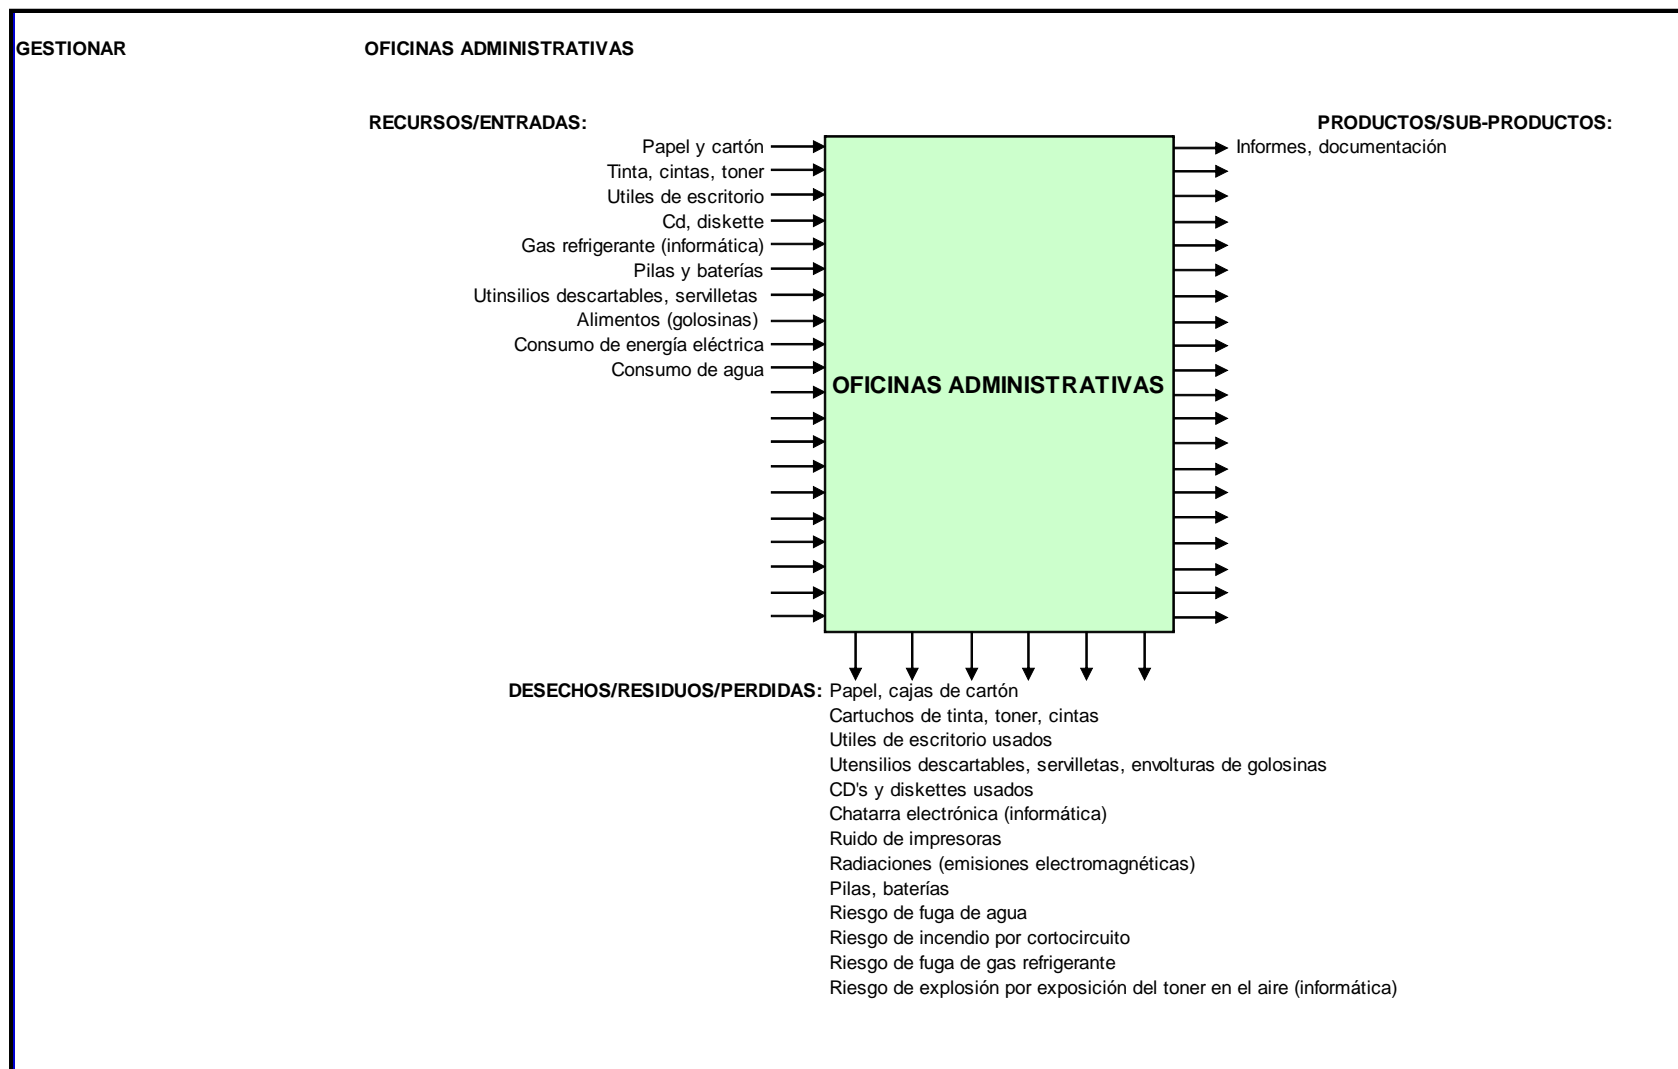 GESTIONAR OFICINAS ADMINISTRATIVAS
RECURSOS/ENTRADAS: PRODUCTOS/SUB-PRODUCTOS:
Papel y cartón Informes, documentación
Tinta, cintas, toner
Utiles de escritorio
Cd, diskette
Gas refrigerante (informática)
Pilas y baterías
Utinsilios descartables, servilletas
Alimentos (golosinas)
Consumo de energía eléctrica
Consumo de agua
OFICINAS ADMINISTRATIVAS
DESECHOS/RESIDUOS/PERDIDAS: Papel, cajas de cartón
Cartuchos de tinta, toner, cintas
Utiles de escritorio usados
Utensilios descartables, servilletas, envolturas de golosinas
CD's y diskettes usados
Chatarra electrónica (informática)
Ruido de impresoras
Radiaciones (emisiones electromagnéticas)
Pilas, baterías
Riesgo de fuga de agua
Riesgo de incendio por cortocircuito
Riesgo de fuga de gas refrigerante
Riesgo de explosión por exposición del toner en el aire (informática)